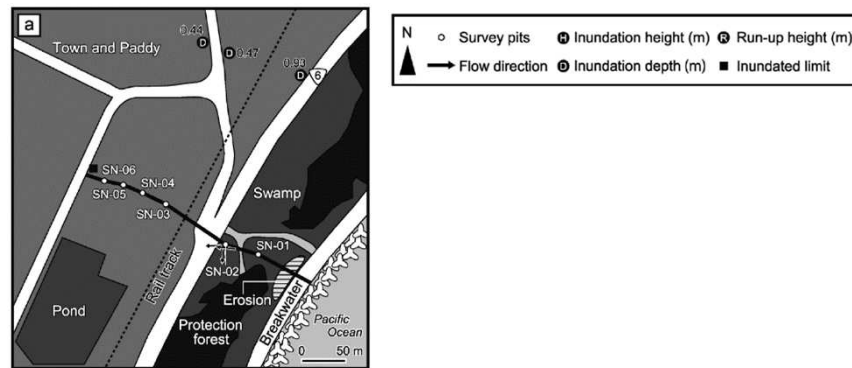 a
Town and Paddy
0.44
D
D
0.47
0.93
D
6
SN-06
SN-05
SN-04
SN-03
SN-01
SN-02
Swamp
Rail track
Erosion
Breakwater
Pond
Protection
forest
Pacific
Ocean
0 50 m
N
Survey pits
H Inundation height (m)
R Run-up height (m)
Flow direction
D Inundation depth (m)
Inundated limit